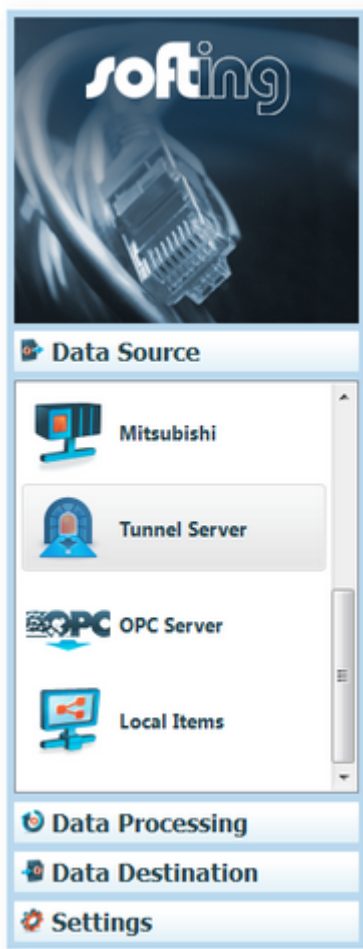 softing
Data Source
Mitsubishi
Tunnel Server
OPC
OPC Server
Local Items
Data Processing
Data Destination
Settings